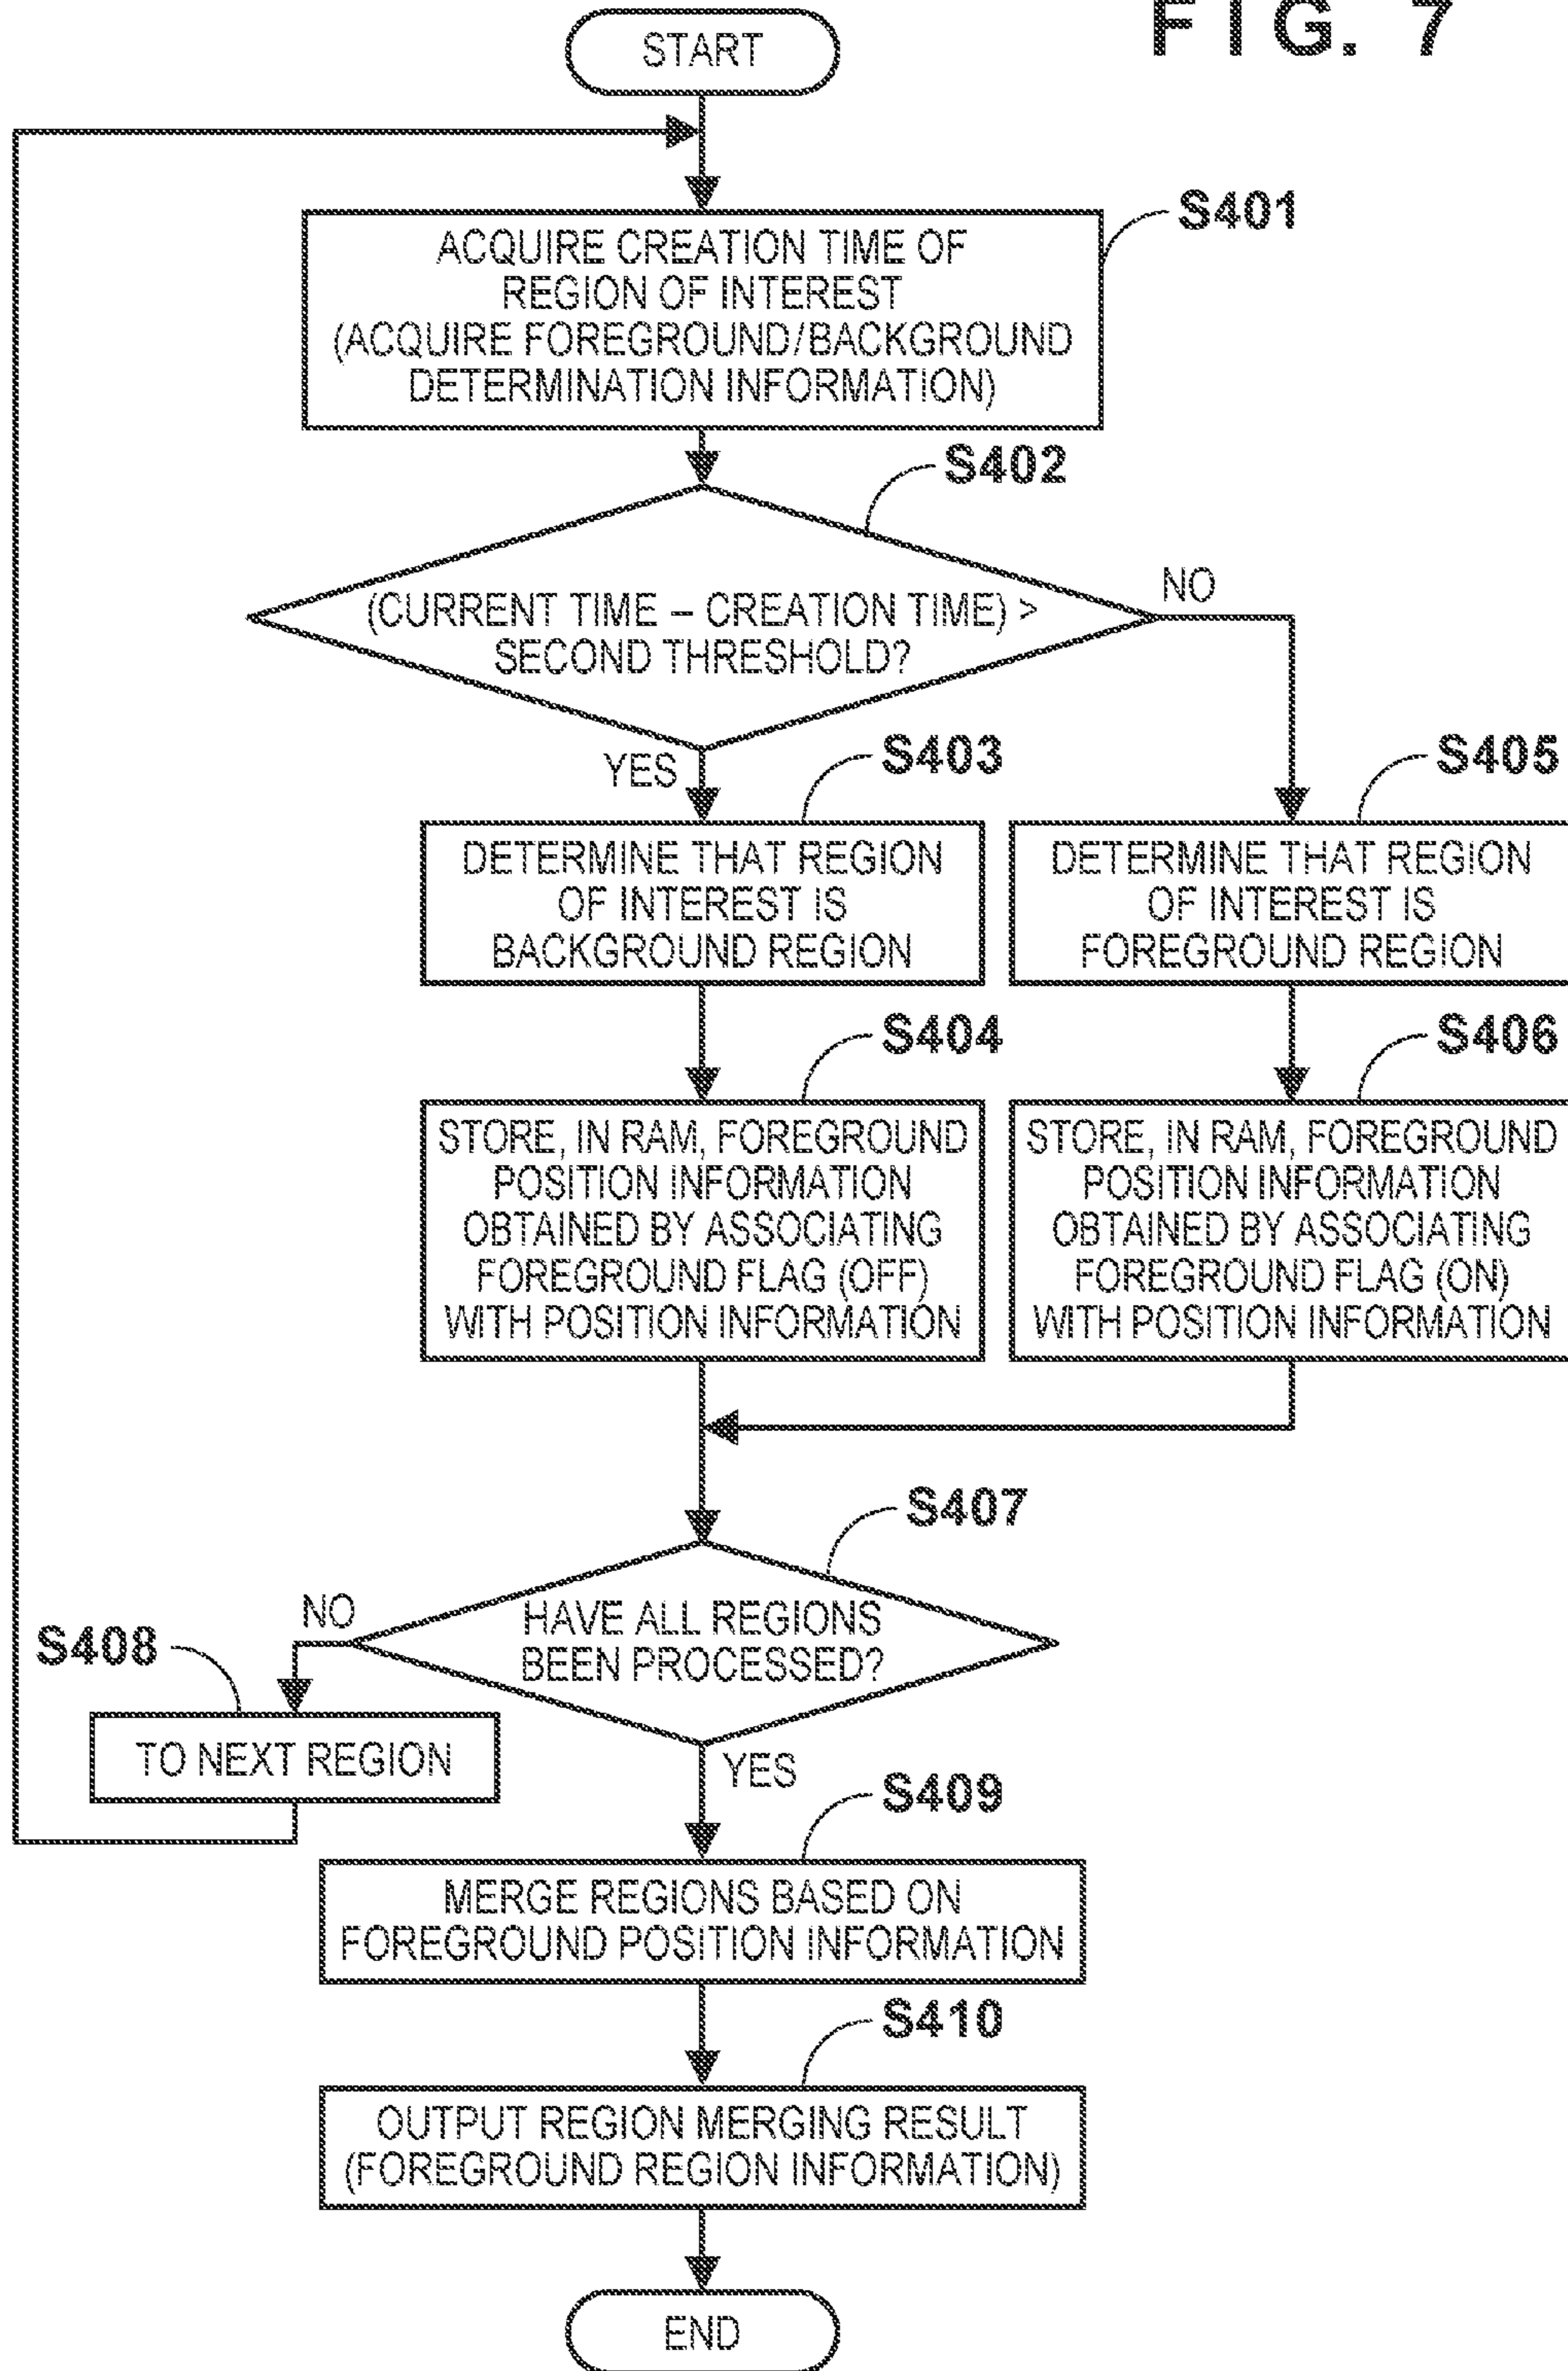 FIG. 7
START
S401
ACQUIRE CREATION TIME OF
REGION OF INTEREST
(ACQUIRE FOREGROUND/BACKGROUND
DETERMINATION INFORMATION)
S402
(CURRENT TIME – CREATION TIME) >
SECOND THRESHOLD?
NO
YES
S403
DETERMINE THAT REGION
OF INTEREST IS
BACKGROUND REGION
S405
DETERMINE THAT REGION
OF INTEREST IS
FOREGROUND REGION
S404
STORE, IN RAM, FOREGROUND
POSITION INFORMATION
OBTAINED BY ASSOCIATING
FOREGROUND FLAG (OFF)
WITH POSITION INFORMATION
S406
STORE, IN RAM, FOREGROUND
POSITION INFORMATION
OBTAINED BY ASSOCIATING
FOREGROUND FLAG (ON)
WITH POSITION INFORMATION
S407
HAVE ALL REGIONS
BEEN PROCESSED?
NO
S408
TO NEXT REGION
YES
S409
MERGE REGIONS BASED ON
FOREGROUND POSITION INFORMATION
S410
OUTPUT REGION MERGING RESULT
(FOREGROUND REGION INFORMATION)
END